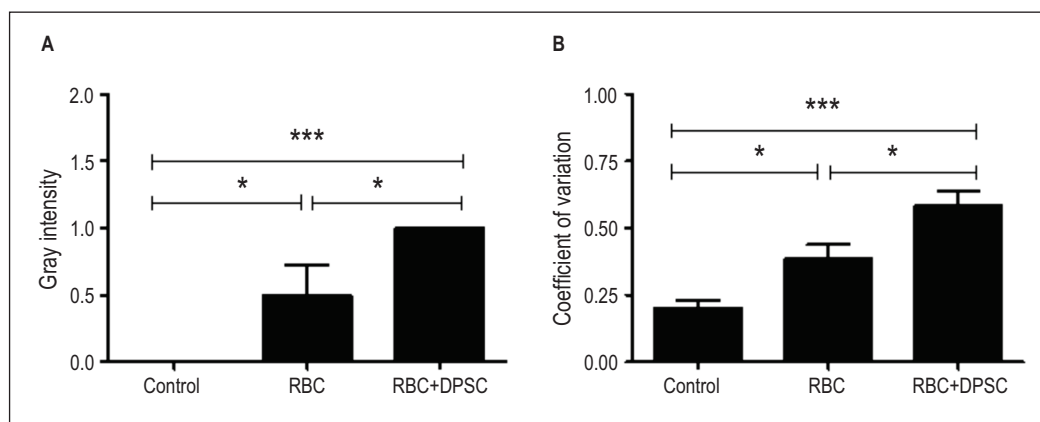 A
Gray intensity
2.0
1.5
1.0
0.5
0.0
***
*
*
Control
RBC
RBC+DPSC
B
Coefficient of variation
1.00
0.75
0.50
0.25
0.00
***
*
*
Control
RBC
RBC+DPSC